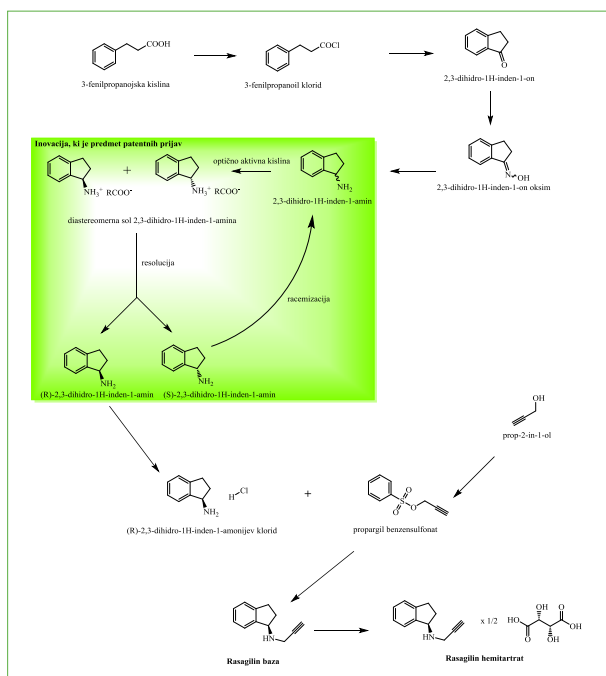 COOH
COCl
O
3-fenilpropanojska kislina
3-fenilpropanoil klorid
2,3-dihidro-1H-inden-1-on
Inovacija, ki je predmet patentnih prijav
optično aktivna kislina
+
NH3+ RCOO-
NH3+ RCOO-
NH2
N
OH
2,3-dihidro-1H-inden-1-amin
2,3-dihidro-1H-inden-1-on oksim
diastereomerna sol 2,3-dihidro-1H-inden-1-amina
resolucija
racemizacija
NH2
NH2
(R)-2,3-dihidro-1H-inden-1-amin
(S)-2,3-dihidro-1H-inden-1-amin
OH
prop-2-in-1-ol
H Cl
NH2
+
O
S
O
O
(R)-2,3-dihidro-1H-inden-1-amonijev klorid
propargil benzensulfonat
HN
HN
x 1/2
HO
O
OH
OH
O
OH
Rasagilin baza
Rasagilin hemitartrat